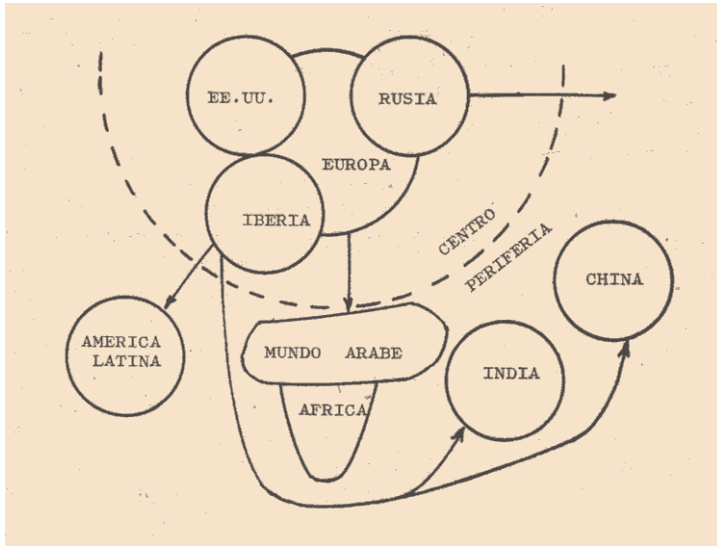 EE.UU.
RUSIA
EUROPA
IBERIA
CENTRO
PERIFERIA
CHINA
AMERICA
LATINA
MUNDO ARABE
INDIA
AFRICA